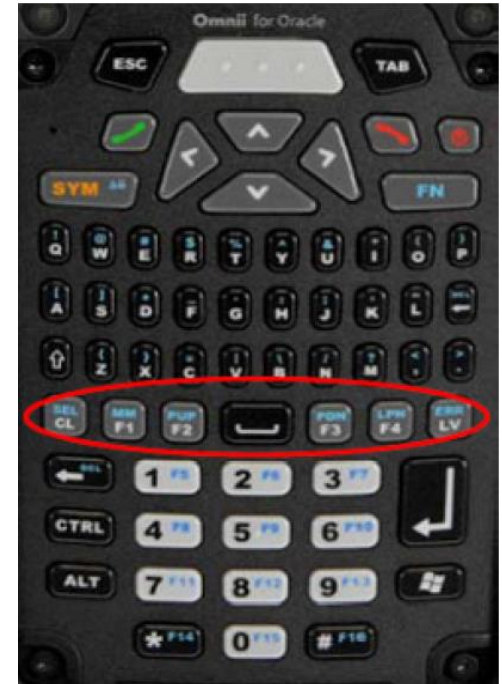 Omnii for Oracle
ESC TAB
SYM FN
! @ # $ % ^ & * ( )
Q W E R T Y U I O P
A S D F G H J K L
Z X C V B N M , .
SEL MM PUP PDN LPN ERR
CL F1 F2 F3 F4 LV
1 F5 2 F6 3 F7
CTRL 4 F8 5 F9 6 F10
ALT 7 F11 8 F12 9 F13
* F14 0 F15 # F16